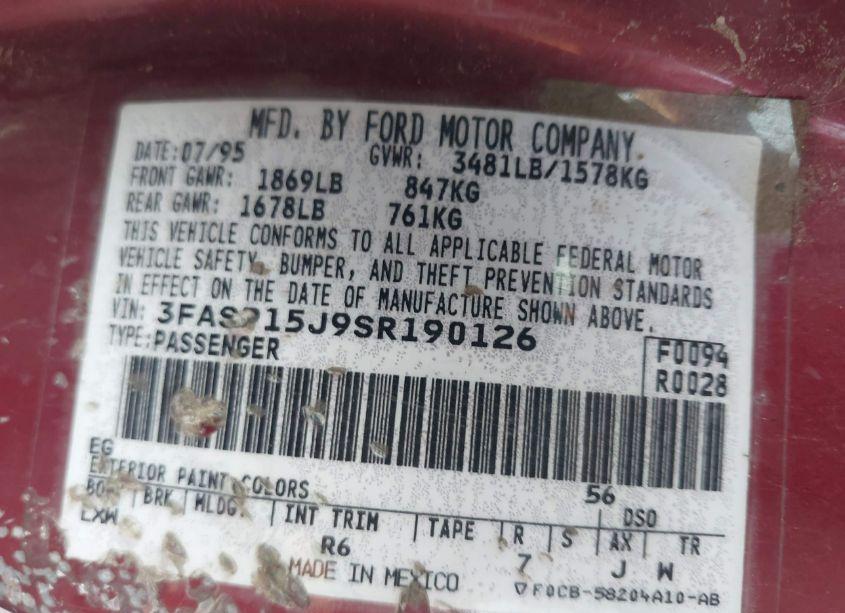 MFD. BY FORD MOTOR COMPANY
DATE: 07/95 GVWR: 3481LB/1578KG
FRONT GAWR: 1869LB 847KG
REAR GAWR: 1678LB 761KG
THIS VEHICLE CONFORMS TO ALL APPLICABLE FEDERAL MOTOR
VEHICLE SAFETY, BUMPER, AND THEFT PREVENTION STANDARDS
IN EFFECT ON THE DATE OF MANUFACTURE SHOWN ABOVE.
VIN: 3FASP15J9SR190126
TYPE: PASSENGER
F0094
R0028
EG
EXTERIOR PAINT COLORS 56 DSO
BRK MLDG. INT TRIM TAPE R S AX TR
LXW R6 7 J W
MADE IN MEXICO ▽F0CB-58204A10-AB